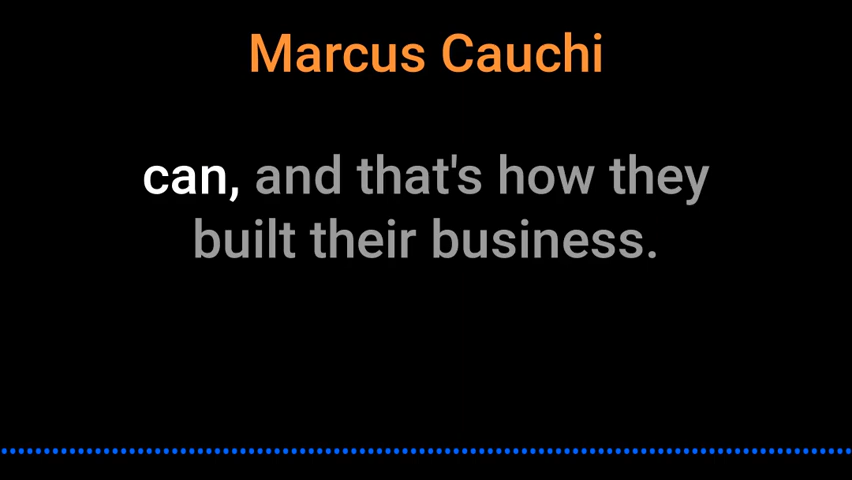 Marcus Cauchi
can, and that's how they
built their business.